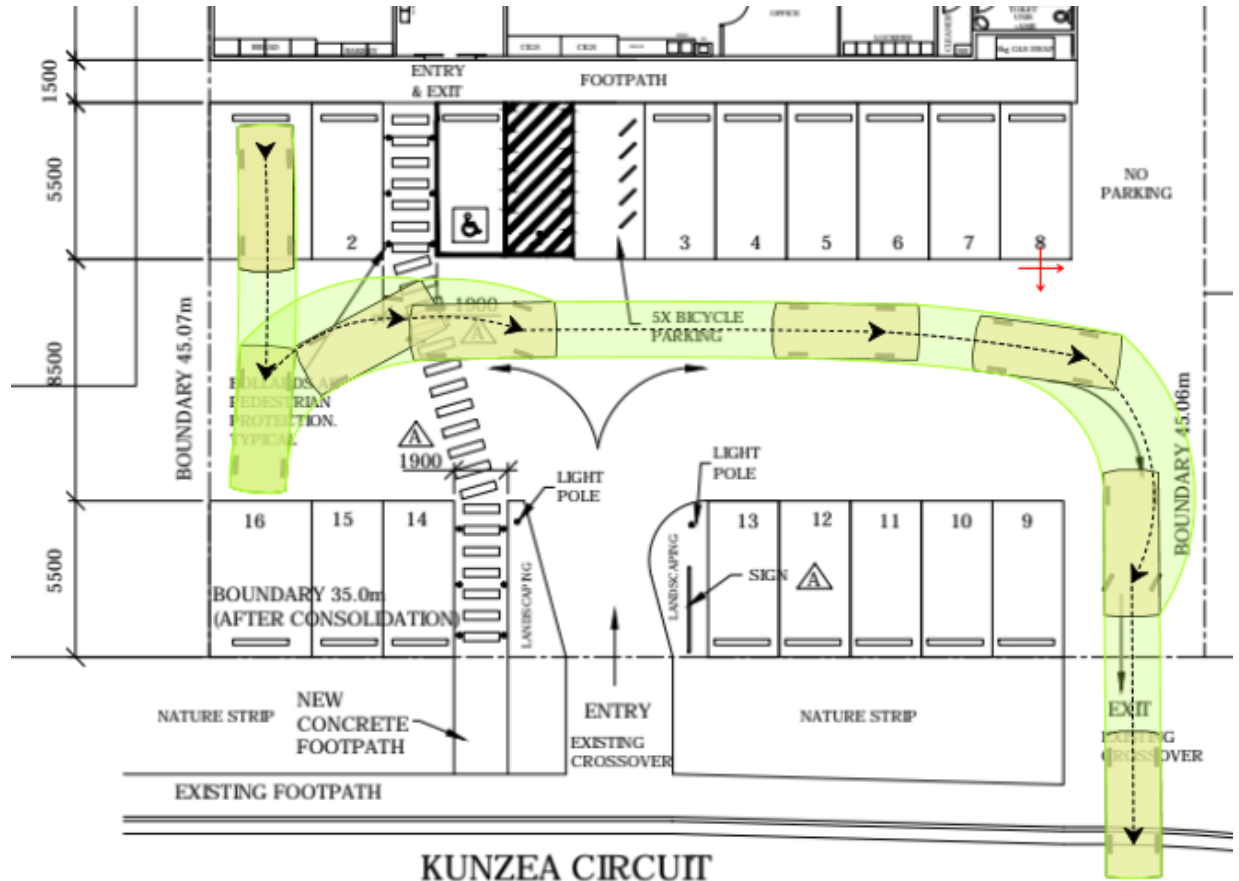 OFFICE
TOILET
LOCKERS
CLEANER
BREAD
1500
ENTRY
& EXIT
FOOTPATH
5500
2
3
4
5
6
7
8
NO
PARKING
1900
A
5X BICYCLE
PARKING
8500
BOUNDARY 45.07m
BOLLARDS AS
PEDESTRIAN
PROTECTION.
TYPICAL
BOUNDARY 45.06m
A
1900
LIGHT
POLE
LIGHT
POLE
16
15
14
13
12
11
10
9
5500
LANDSCAPING
LANDSCAPING
SIGN
A
BOUNDARY 35.0m
(AFTER CONSOLIDATION)
NATURE STRIP
NEW
CONCRETE
FOOTPATH
ENTRY
EXISTING
CROSSOVER
NATURE STRIP
EXIT
EXISTING
CROSSOVER
EXISTING FOOTPATH
KUNZEA CIRCUIT